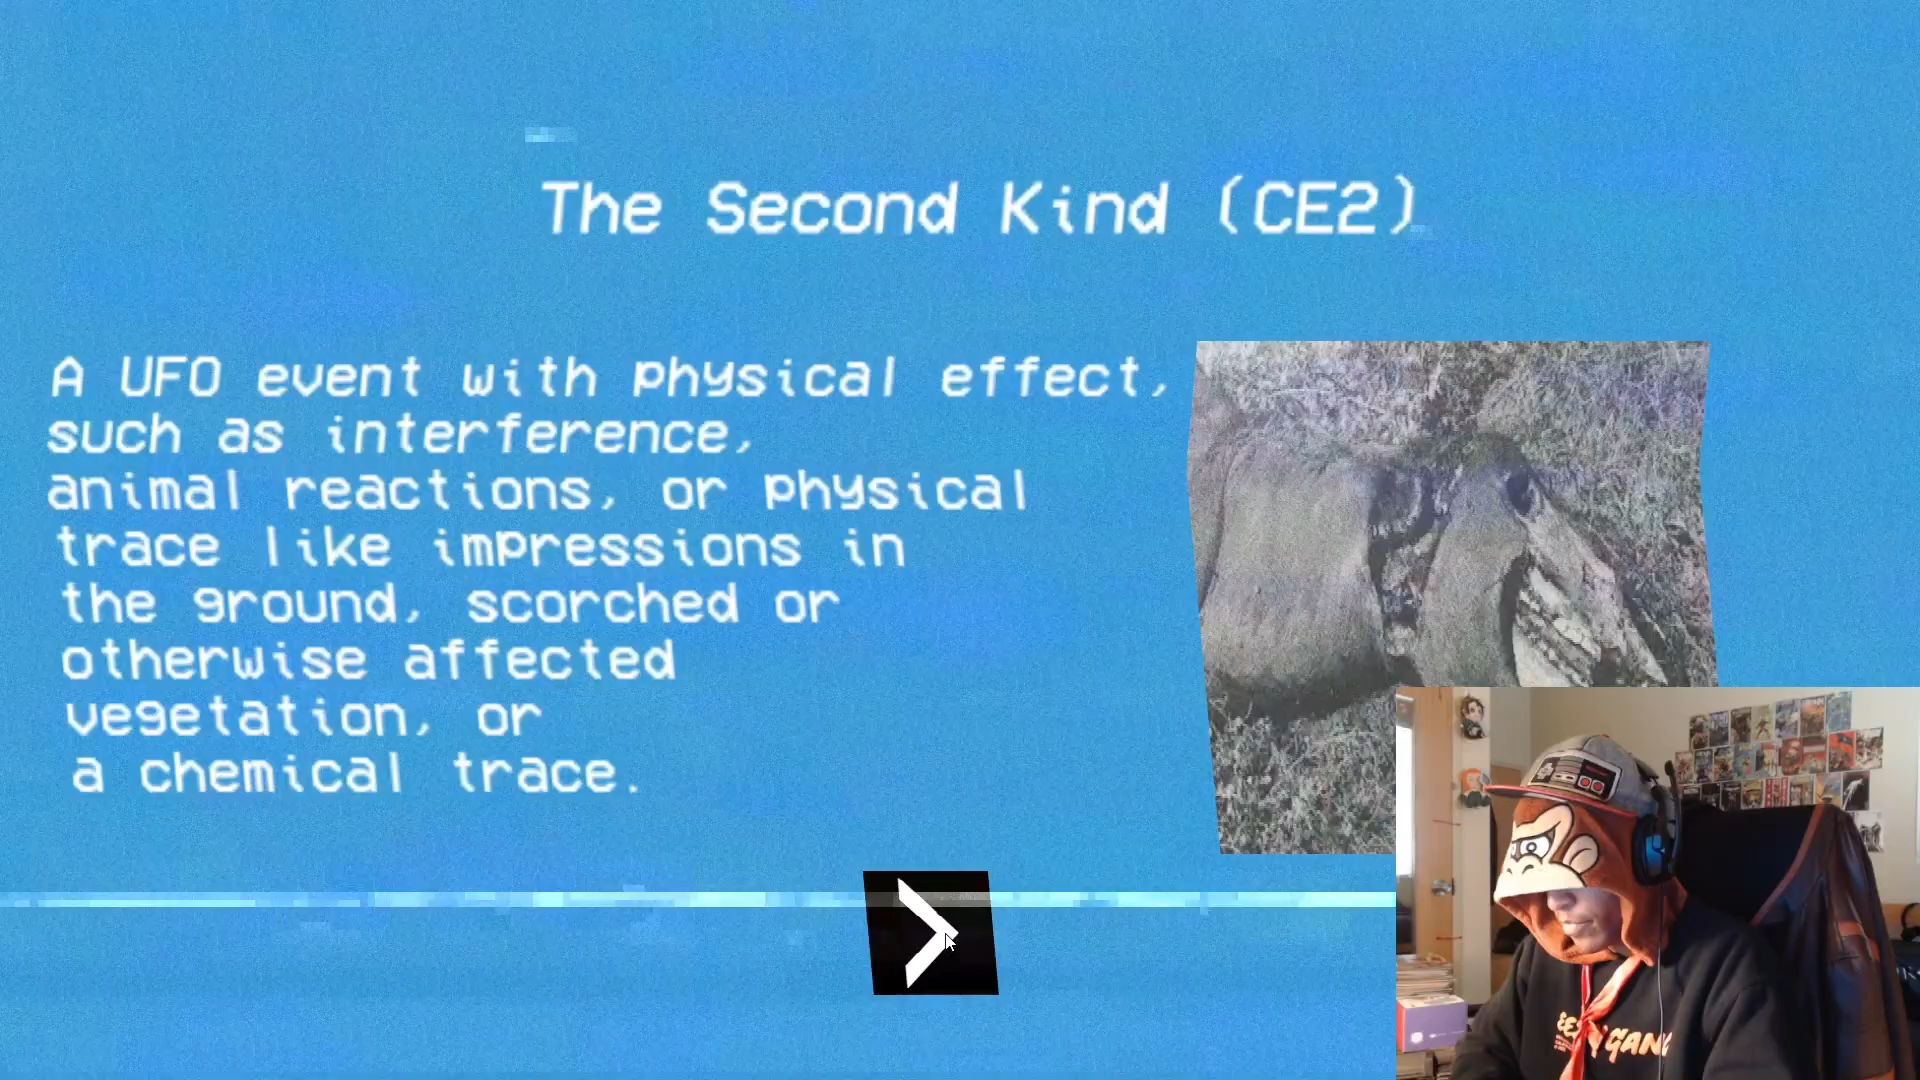 The Second Kind (CE2)
A UFO event with physical effect,
such as interference,
animal reactions, or physical
trace like impressions in
the ground, scorched or
otherwise affected
vegetation, or
a chemical trace.
GANG